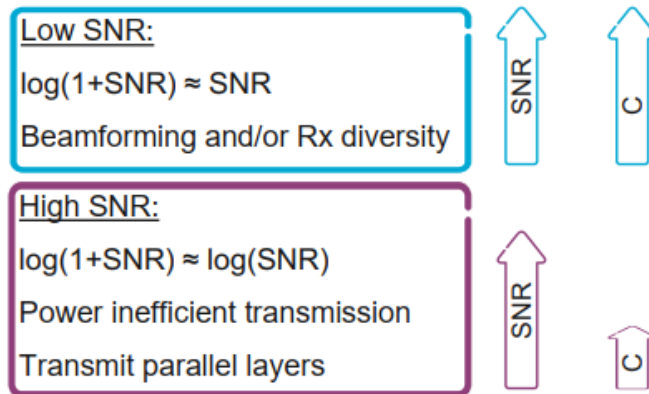 Low SNR:
log(1+SNR) ≈ SNR
Beamforming and/or Rx diversity
SNR
C
High SNR:
log(1+SNR) ≈ log(SNR)
Power inefficient transmission
Transmit parallel layers
SNR
C